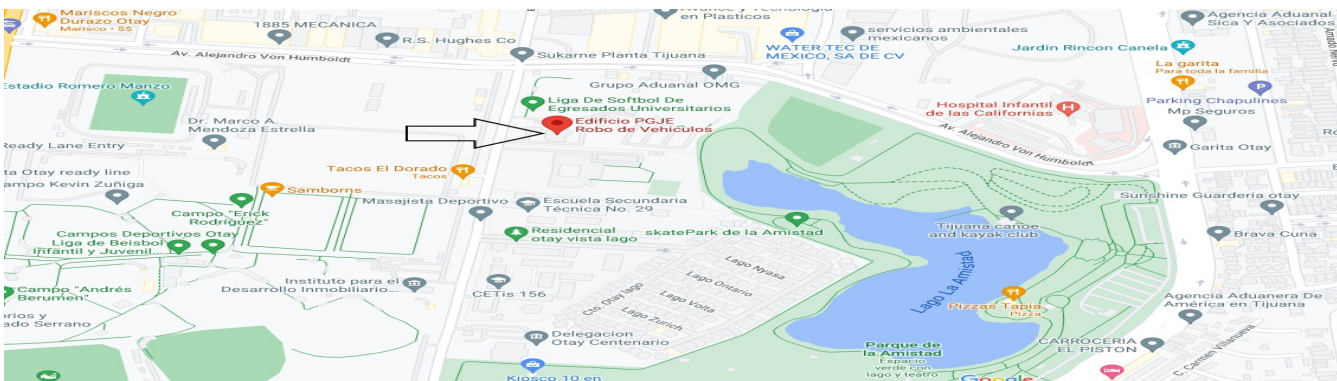 Mariscos Negro
Durazo Otay
Marisco - $$
1885 MECANICA
R.S. Hughes Co
en Plasticos
servicios ambientales
mexicanos
Agencia Aduanal
Sica Y Asociados
Av. Alejandro Von Humboldt
Sukarne Planta Tijuana
WATER TEC DE
MEXICO, SA DE CV
Jardín Rincon Canela
La garita
Para toda la familia
Estadio Romero Manzo
Grupo Aduanal OMG
Liga De Softbol De
Egresados Universitarios
Hospital Infantil
de las Californias
Parking Chapulines
Mp Seguros
Dr. Marco A.
Mendoza Estrella
Edificio PGJE
Robo de Vehículos
Av. Alejandro Von Humboldt
Garita Otay
Ready Lane Entry
Tacos El Dorado
Tacos
ta Otay ready line
ampo Kevin Zuñiga
Samborns
Masajista Deportivo
Escuela Secundaria
Técnica No. 29
Sunshine Guarderia otay
Campo "Erick
Rodríguez"
Campos Deportivos Otay
Liga de Beisbol
Infantil y Juvenil...
Residencial
otay vista lago
skatePark de la Amistad
Tijuana canoe
and kayak club
Brava Cuna
Instituto para el
Desarrollo Inmobiliario...
CETis 156
Lago Nyasa
Lago Ontario
Cto. Otay lago
Lago Volta
Lago Zurich
Lago La Amistad
Campo "Andrés
Berumen"
Pizzas Tapia
Pizza
Agencia Aduanera De
América en Tijuana
ado Serrano
Delegacion
Otay Centenario
Parque de
la Amistad
Espacio
verde con
lago y teatro
CARROCERIA
EL PISTON
C. Carmen Villanueva
Kiosco 10 en
Google